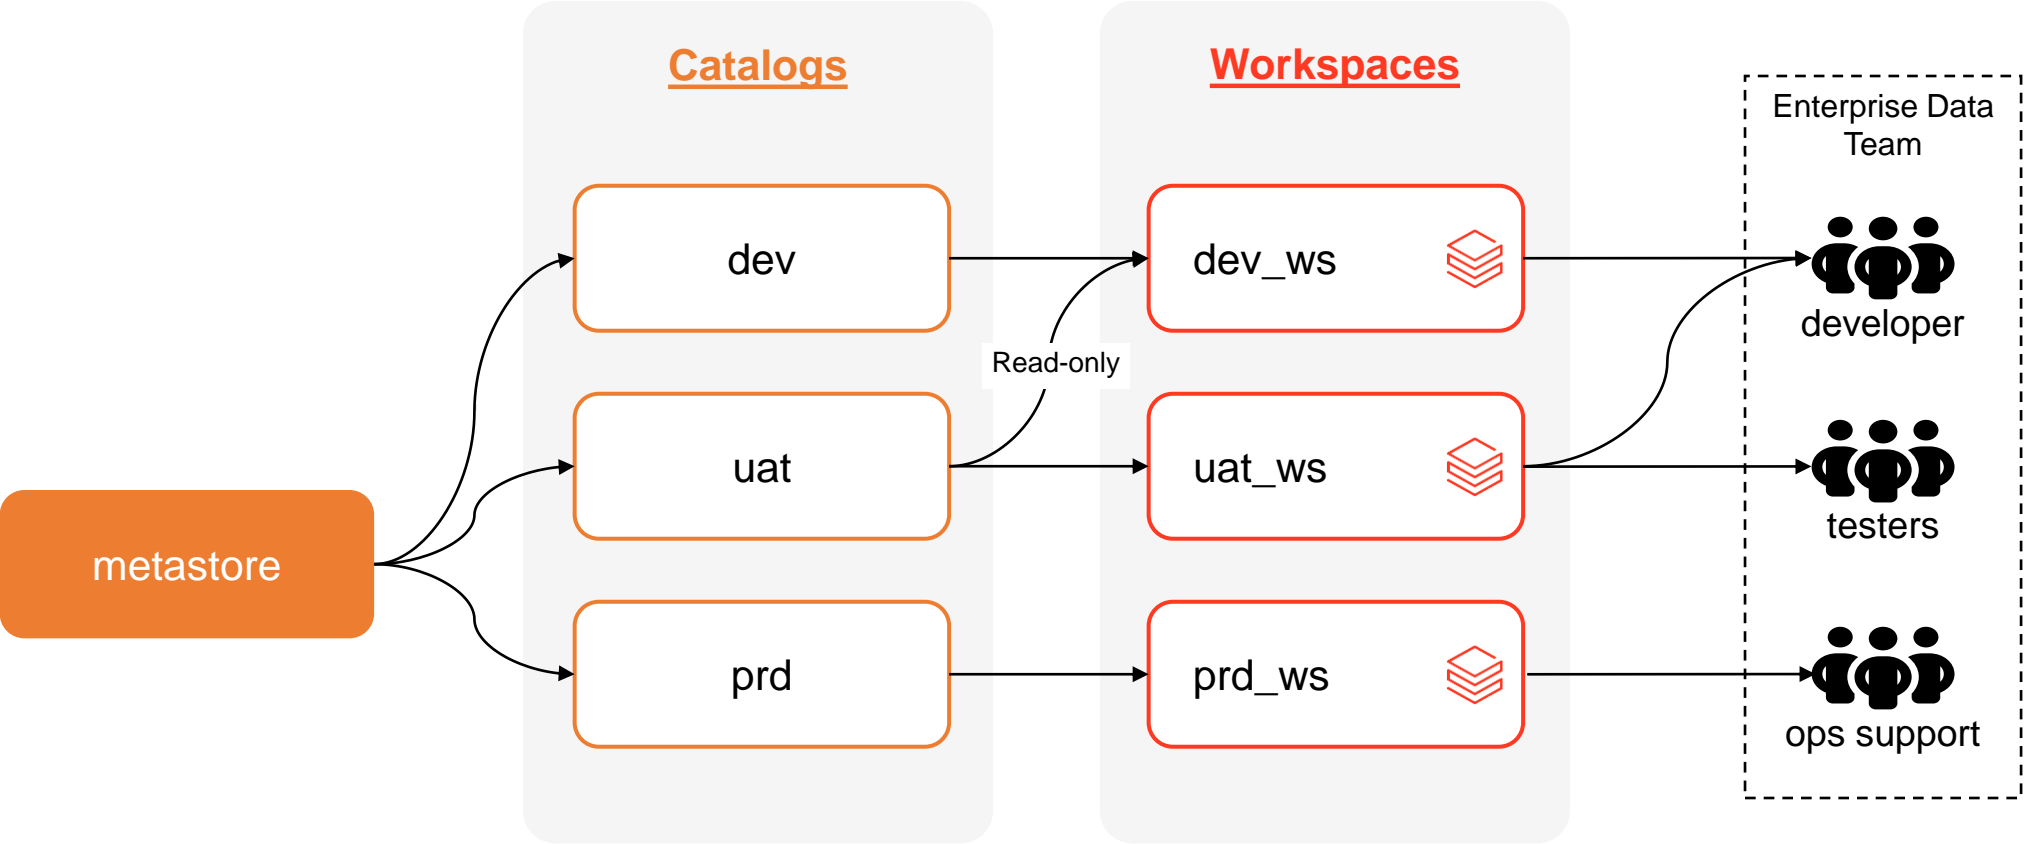 Catalogs
Workspaces
Enterprise Data
Team
dev
dev_ws
developer
Read-only
uat
uat_ws
testers
metastore
prd
prd_ws
ops support